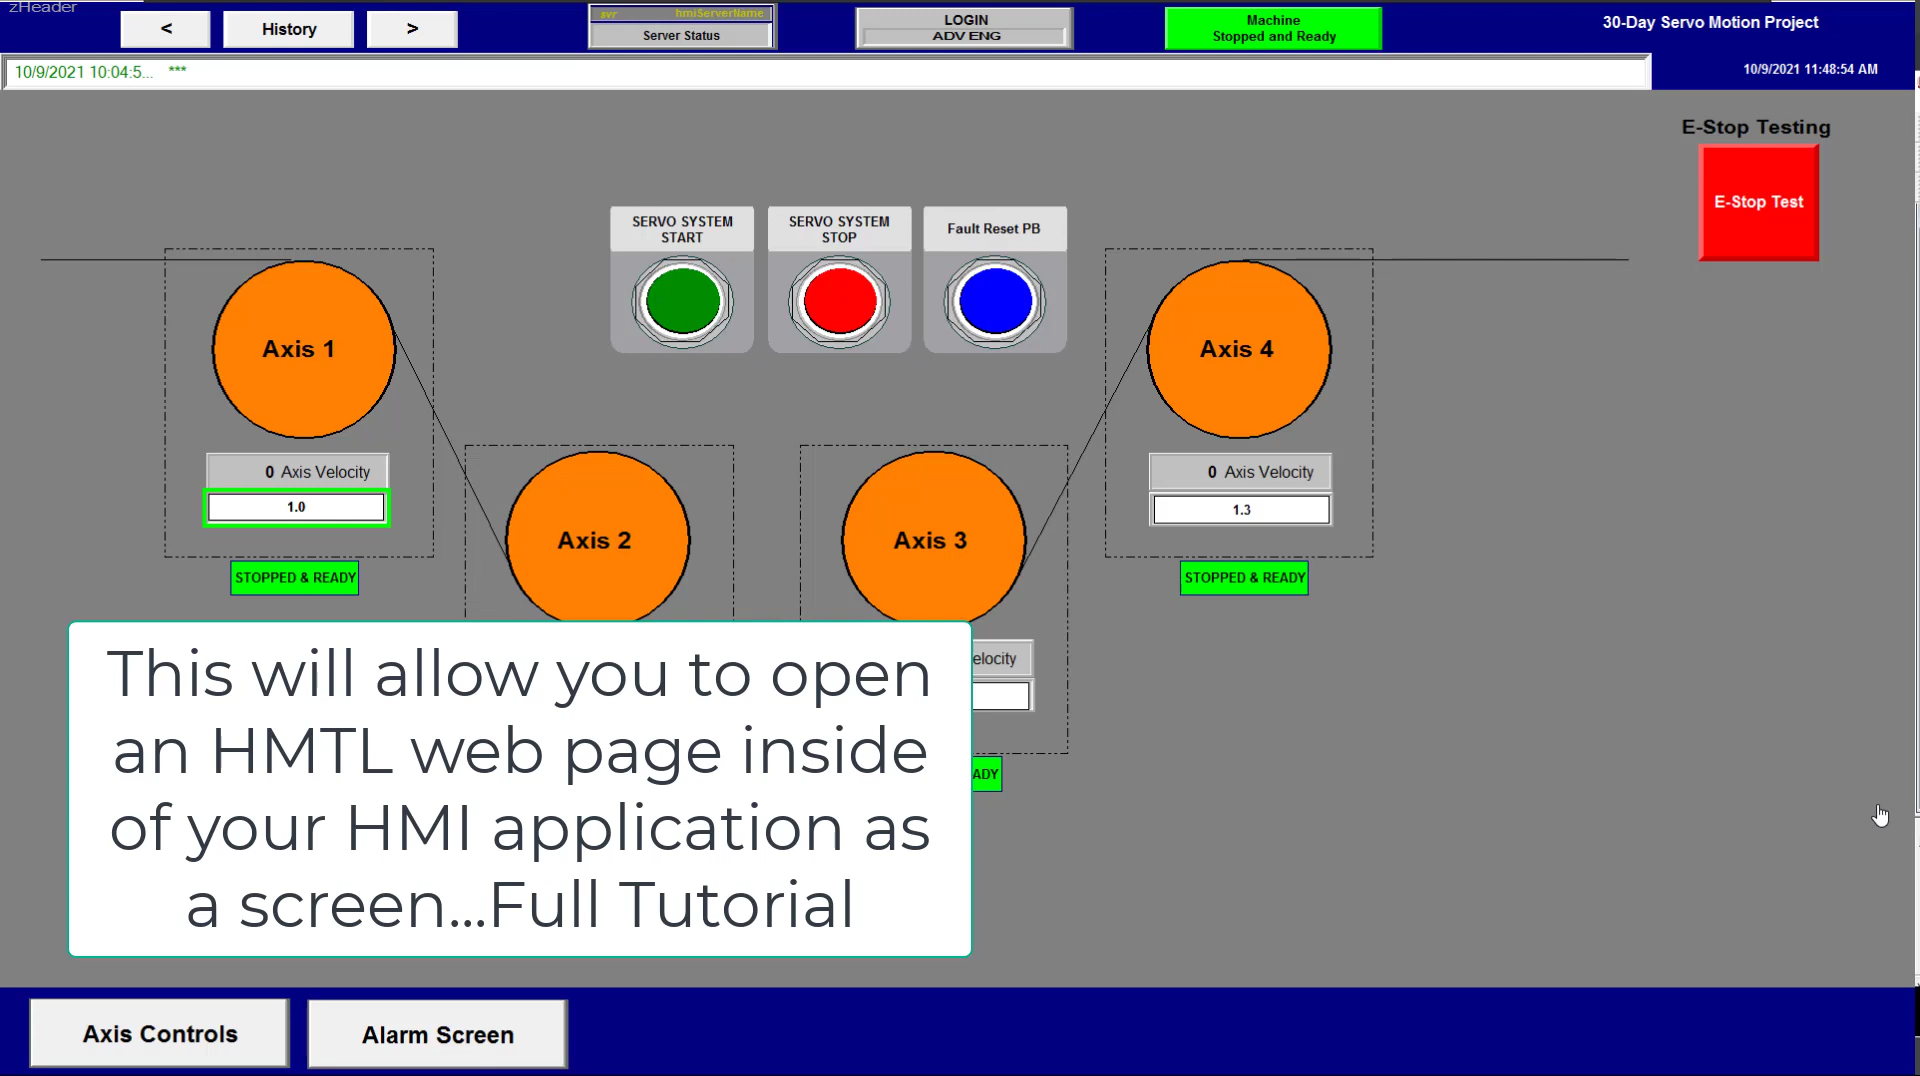 zHeader
<
History
>
svr hmiServerName
Server Status
LOGIN
ADV ENG
Machine
Stopped and Ready
30-Day Servo Motion Project
10/9/2021 10:04:5... ***
10/9/2021 11:48:54 AM
E-Stop Testing
E-Stop Test
SERVO SYSTEM
START
SERVO SYSTEM
STOP
Fault Reset PB
Axis 1
Axis 4
0 Axis Velocity
1.0
0 Axis Velocity
1.3
Axis 2
Axis 3
STOPPED & READY
STOPPED & READY
elocity
ADY
This will allow you to open
an HMTL web page inside
of your HMI application as
a screen...Full Tutorial
Axis Controls
Alarm Screen